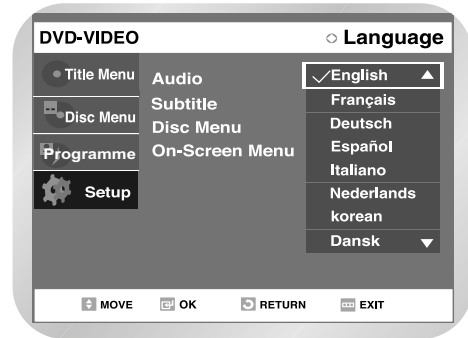 DVD-VIDEO
Language
Title Menu
Disc Menu
Programme
Setup
Audio
Subtitle
Disc Menu
On-Screen Menu
English
Français
Deutsch
Español
Italiano
Nederlands
korean
Dansk
MOVE OK RETURN EXIT